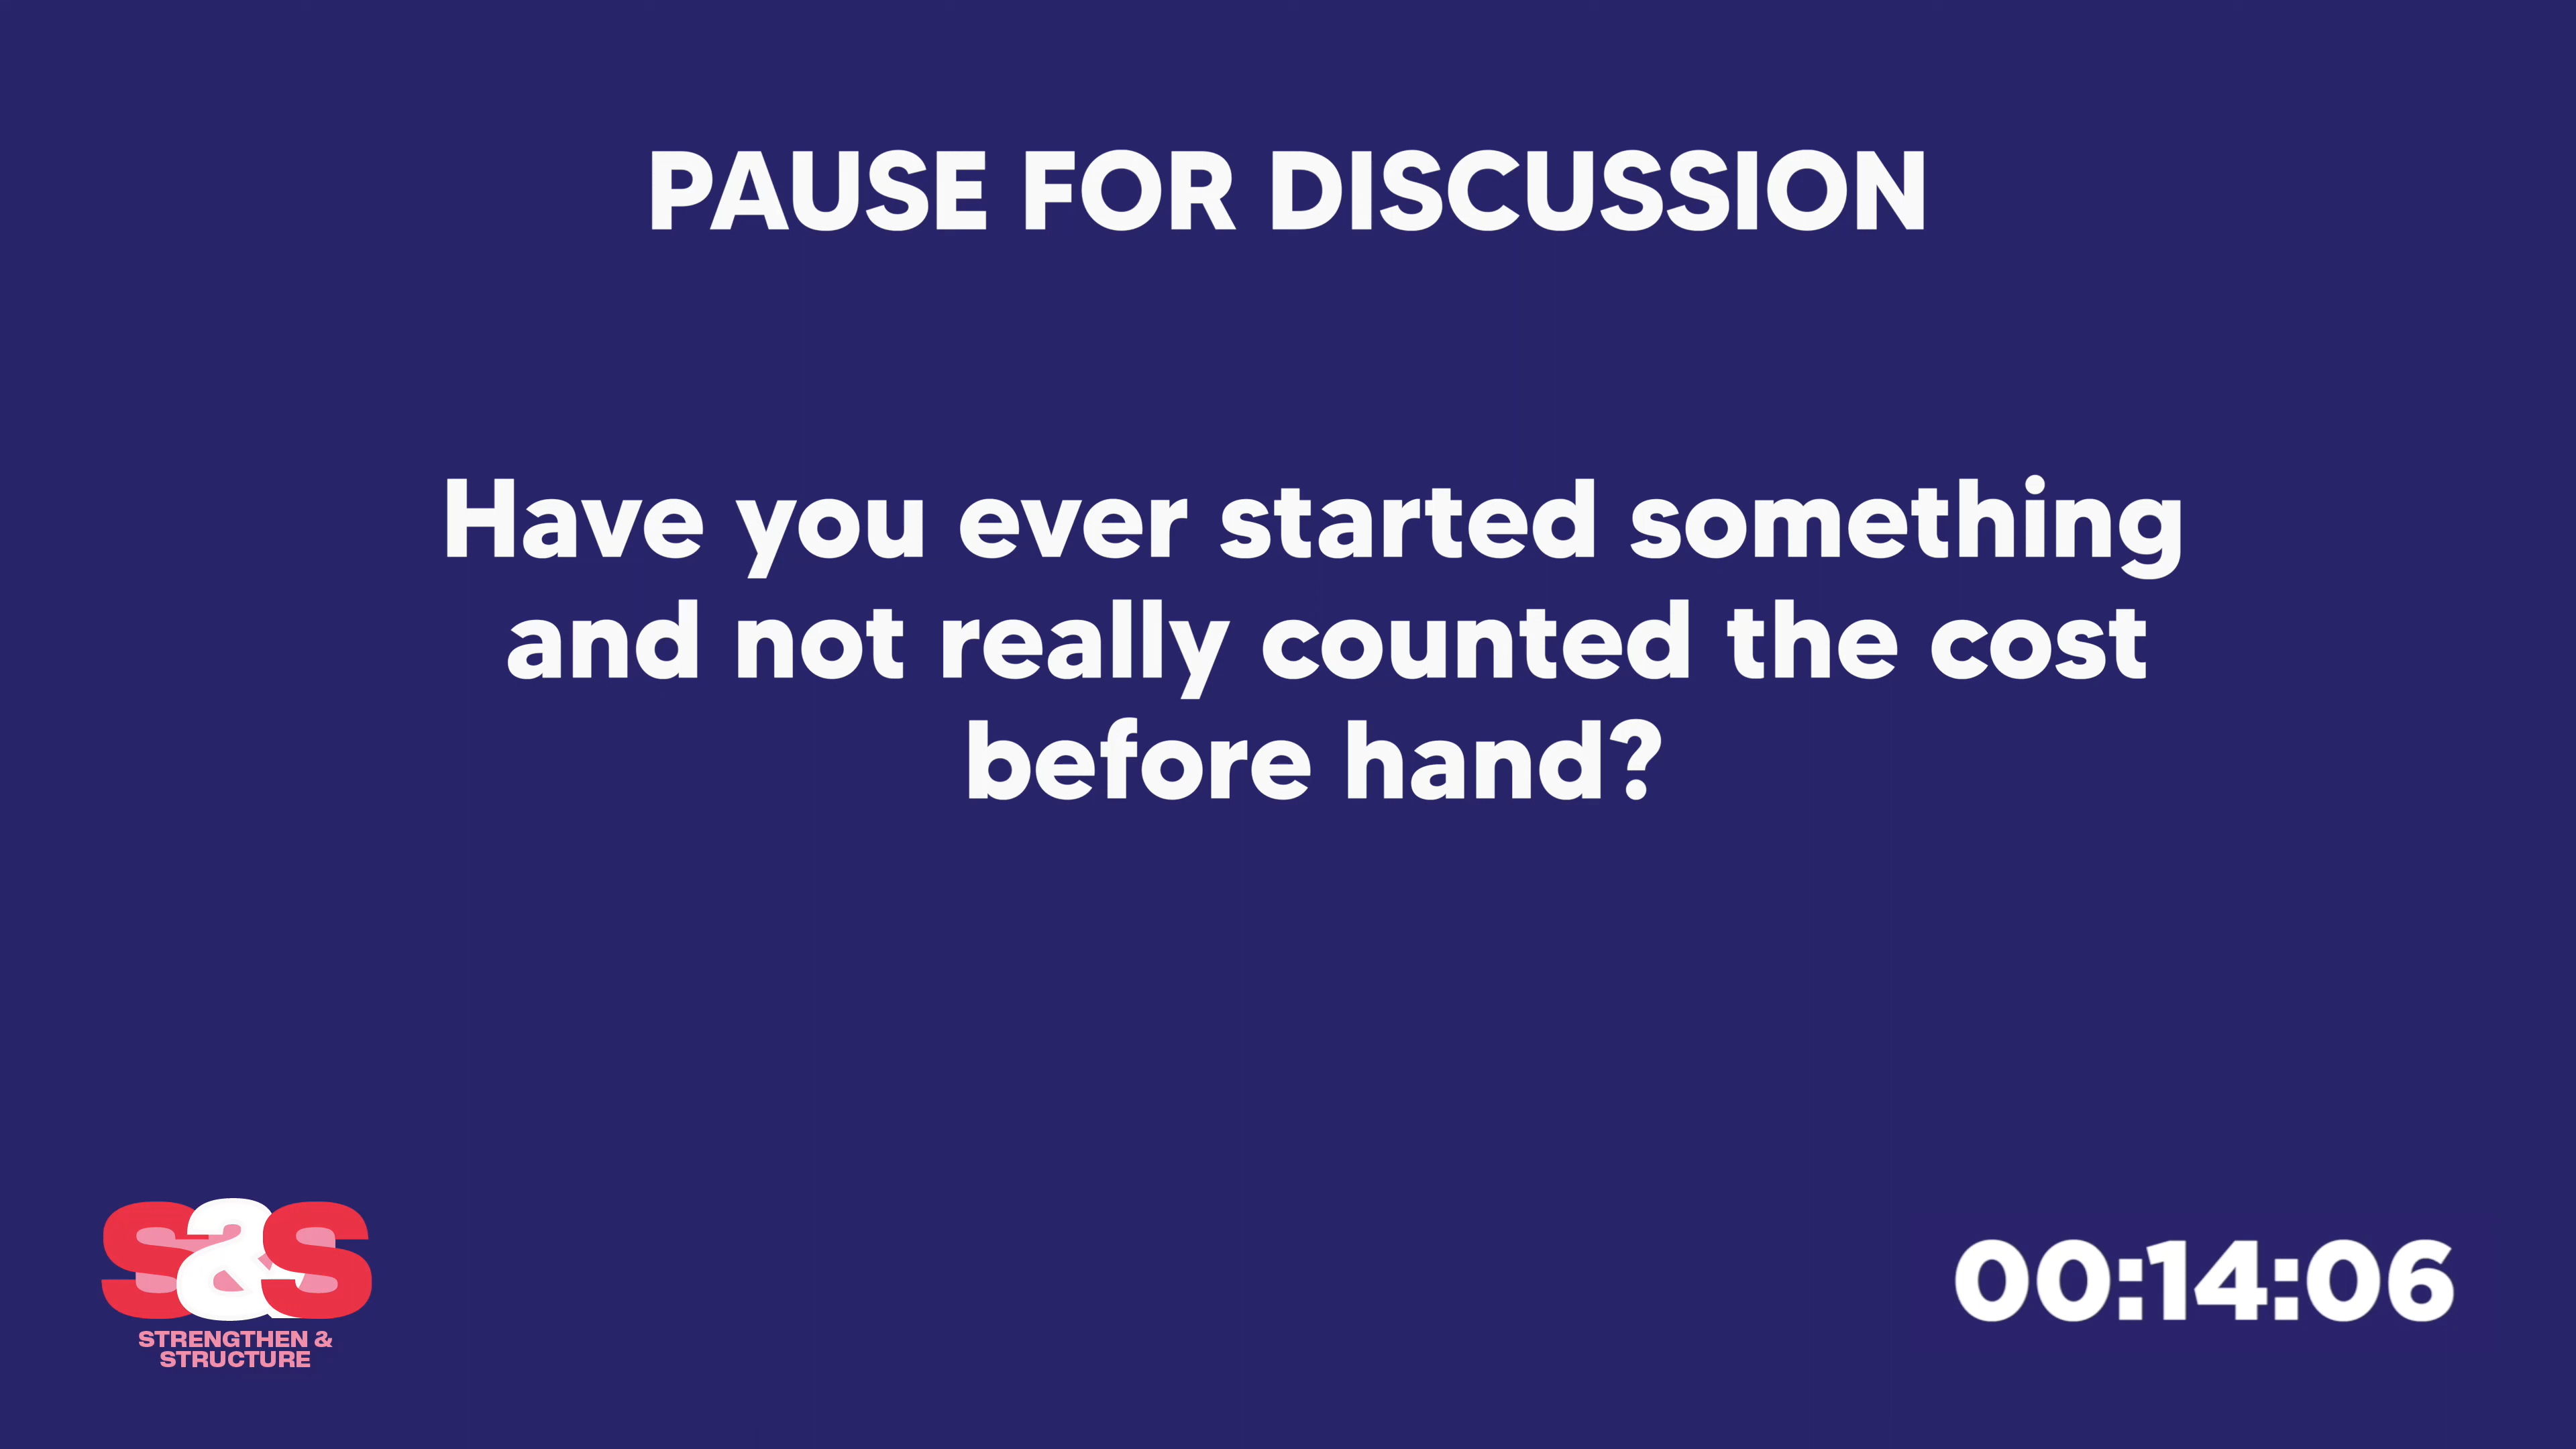 PAUSE FOR DISCUSSION
Have you ever started something
and not really counted the cost
before hand?
s&s
STRENGTHEN &
STRUCTURE
00:14:06